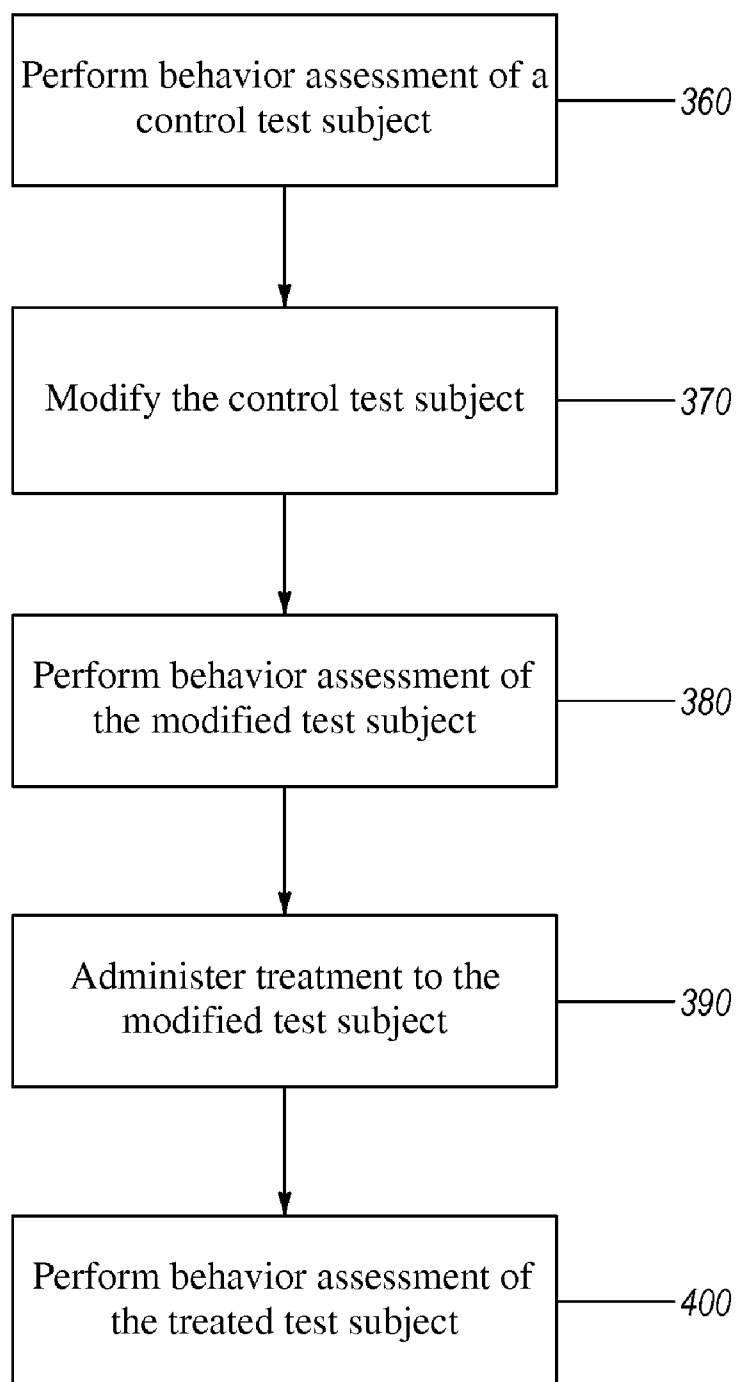 Perform behavior assessment of a
control test subject
360
Modify the control test subject
370
Perform behavior assessment of
the modified test subject
380
Administer treatment to the
modified test subject
390
Perform behavior assessment of
the treated test subject
400